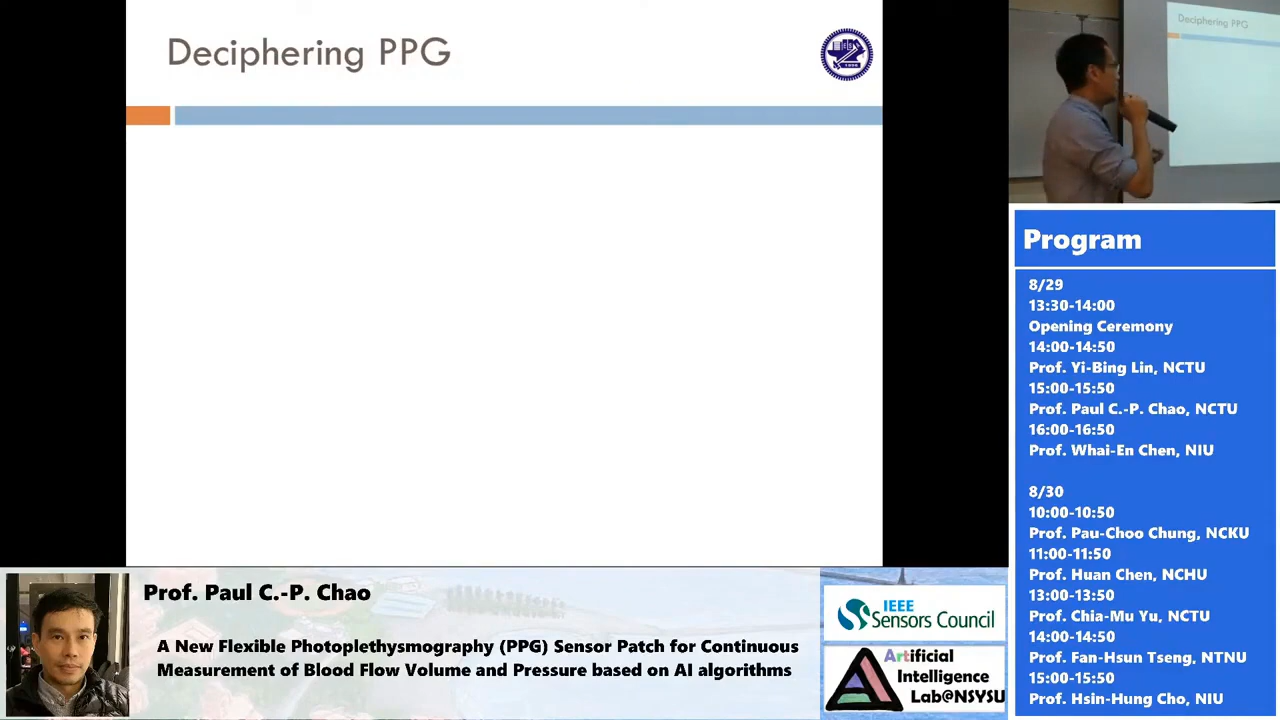 Deciphering PPG
1896
Deciphering PPG
Program
8/29
13:30-14:00
Opening Ceremony
14:00-14:50
Prof. Yi-Bing Lin, NCTU
15:00-15:50
Prof. Paul C.-P. Chao, NCTU
16:00-16:50
Prof. Whai-En Chen, NIU
8/30
10:00-10:50
Prof. Pau-Choo Chung, NCKU
11:00-11:50
Prof. Huan Chen, NCHU
13:00-13:50
Prof. Chia-Mu Yu, NCTU
14:00-14:50
Prof. Fan-Hsun Tseng, NTNU
15:00-15:50
Prof. Hsin-Hung Cho, NIU
Prof. Paul C.-P. Chao
A New Flexible Photoplethysmography (PPG) Sensor Patch for Continuous
Measurement of Blood Flow Volume and Pressure based on AI algorithms
IEEE
Sensors Council
Artificial
Intelligence
Lab@NSYSU